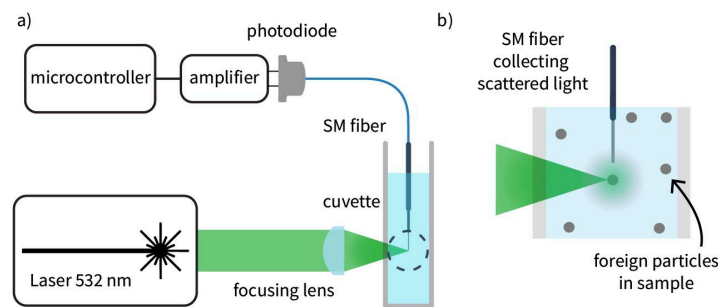 a)
photodiode
microcontroller
amplifier
SM fiber
cuvette
Laser 532 nm
focusing lens
b)
SM fiber
collecting
scattered light
foreign particles
in sample